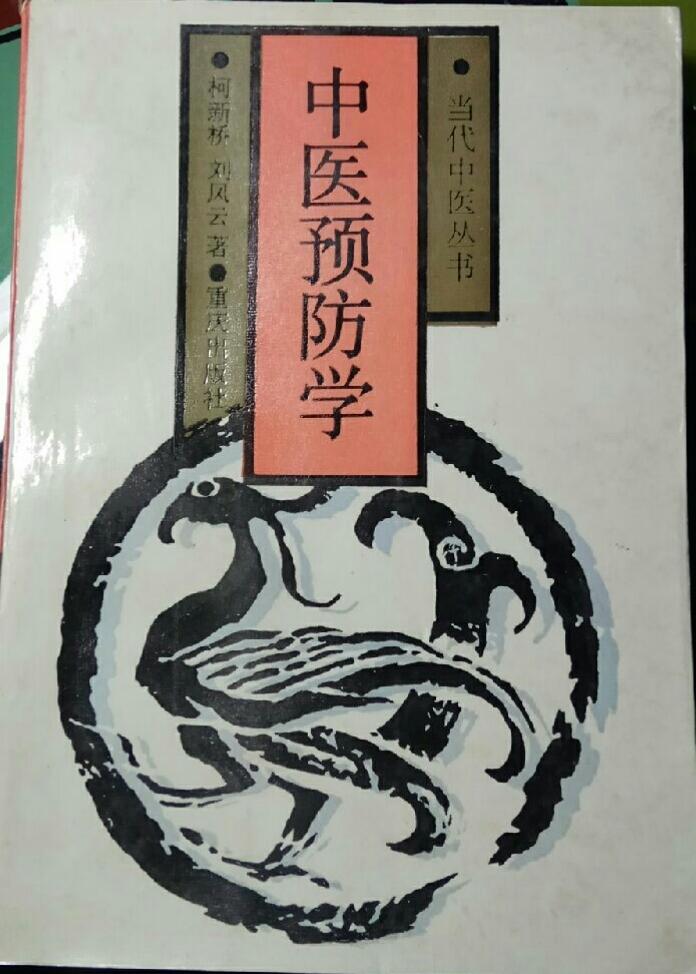 当代中医丛书
中医预防学
柯新桥 刘风云 著
重庆出版社